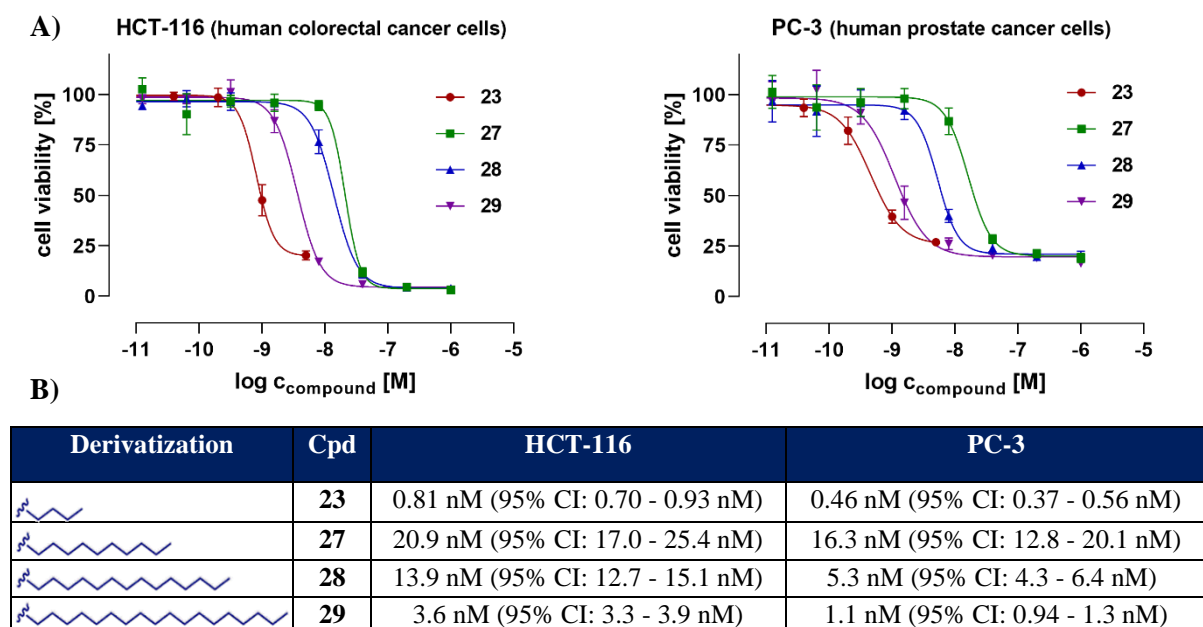 A)
HCT-116 (human colorectal cancer cells)
cell viability [%]
100
75
50
25
0
-11 -10 -9 -8 -7 -6 -5
log c_compound [M]
23
27
28
29
PC-3 (human prostate cancer cells)
cell viability [%]
100
75
50
25
0
-11 -10 -9 -8 -7 -6 -5
log c_compound [M]
23
27
28
29
B)
Derivatization Cpd HCT-116 PC-3
23 0.81 nM (95% CI: 0.70 - 0.93 nM) 0.46 nM (95% CI: 0.37 - 0.56 nM)
27 20.9 nM (95% CI: 17.0 - 25.4 nM) 16.3 nM (95% CI: 12.8 - 20.1 nM)
28 13.9 nM (95% CI: 12.7 - 15.1 nM) 5.3 nM (95% CI: 4.3 - 6.4 nM)
29 3.6 nM (95% CI: 3.3 - 3.9 nM) 1.1 nM (95% CI: 0.94 - 1.3 nM)